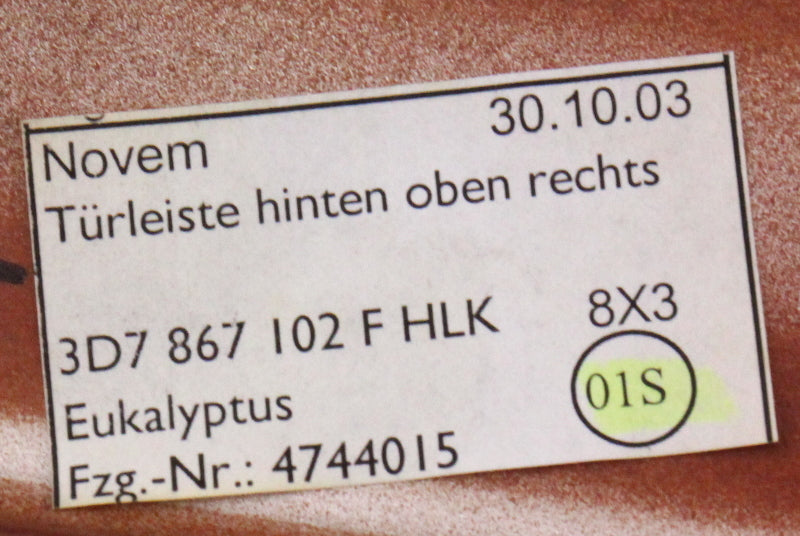 Novem 30.10.03
Türleiste hinten oben rechts
3D7 867 102 F HLK 8X3
Eukalyptus 01S
Fzg.-Nr.: 4744015